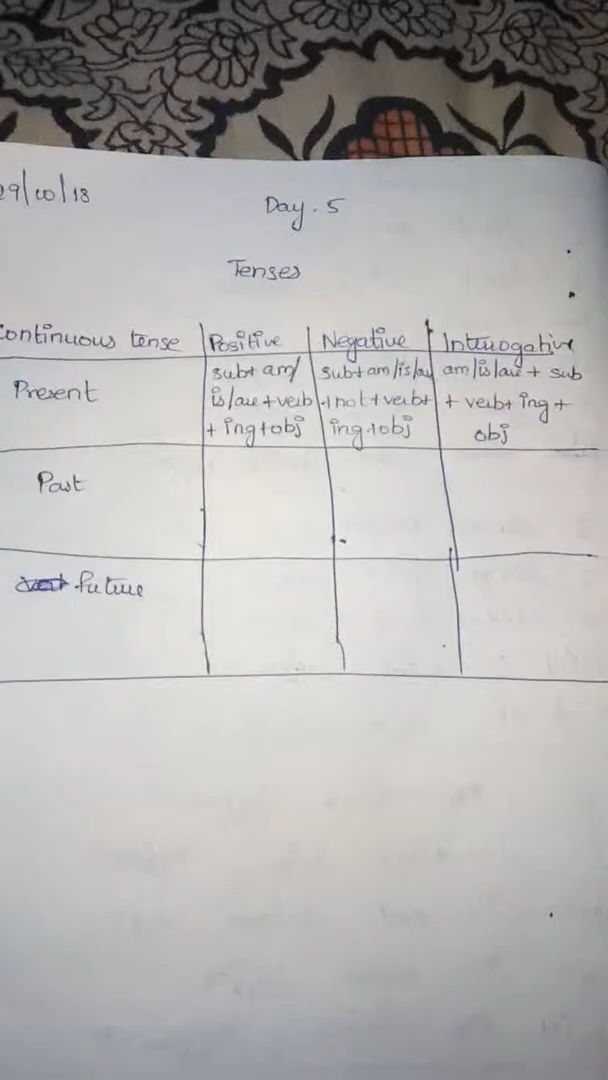 29/10/18
Day. 5
Tenses
Continuous tense Positive Negative Interrogative
Present
sub+ am/
is/are + verb
+ ing + obj
sub+ am/is/are
+ not + verb +
ing + obj
am/is/are + sub
+ verb + ing +
obj
Past
future